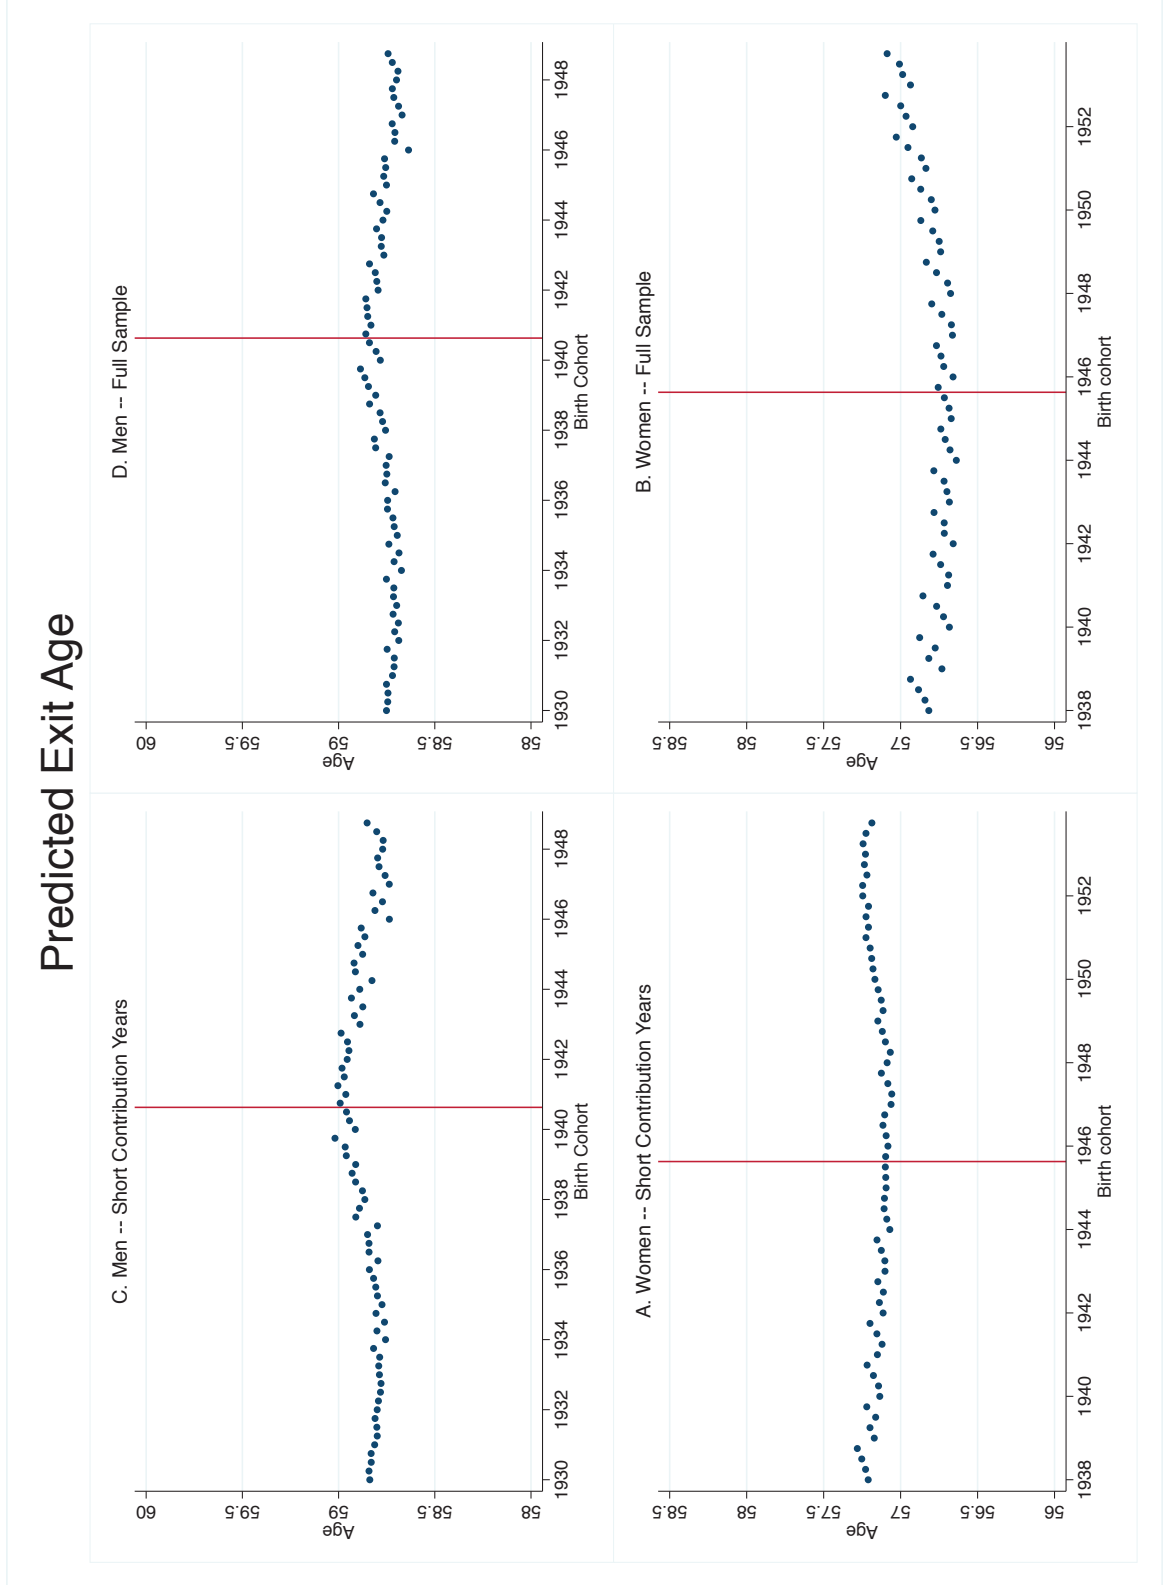 Predicted Exit Age
C. Men -- Short Contribution Years
Age
60
59.5
59
58.5
58
1930 1932 1934 1936 1938 1940 1942 1944 1946 1948
Birth Cohort
D. Men -- Full Sample
Age
60
59.5
59
58.5
58
1930 1932 1934 1936 1938 1940 1942 1944 1946 1948
Birth Cohort
A. Women -- Short Contribution Years
Age
58.5
58
57.5
57
56.5
56
1938 1940 1942 1944 1946 1948 1950 1952
Birth cohort
B. Women -- Full Sample
Age
58.5
58
57.5
57
56.5
56
1938 1940 1942 1944 1946 1948 1950 1952
Birth cohort